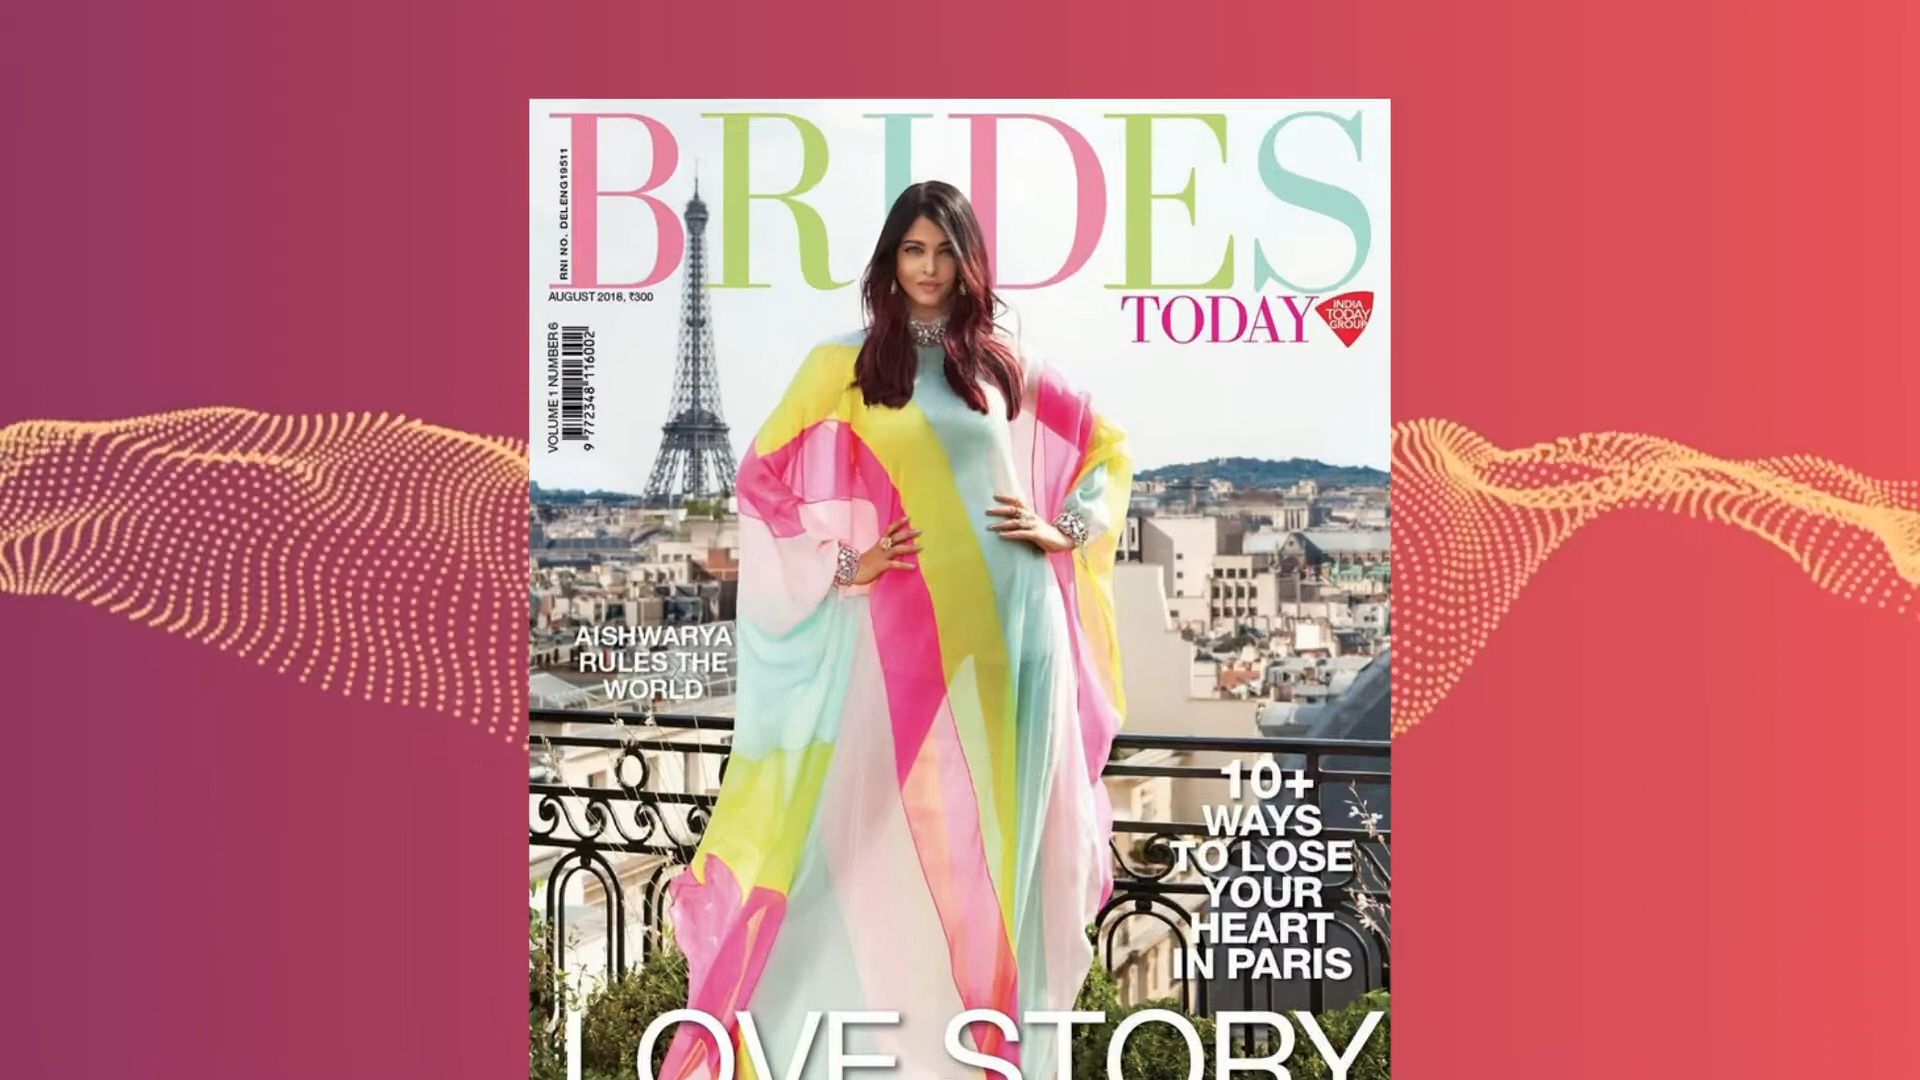 BRIDES
TODAY
INDIA
TODAY
GROUP
RNI NO. DELENG19511
AUGUST 2018, ₹300
VOLUME 1 NUMBER 6
9 772348 116002
AISHWARYA
RULES THE
WORLD
10+
WAYS
TO LOSE
YOUR
HEART
IN PARIS
LOVE STORY